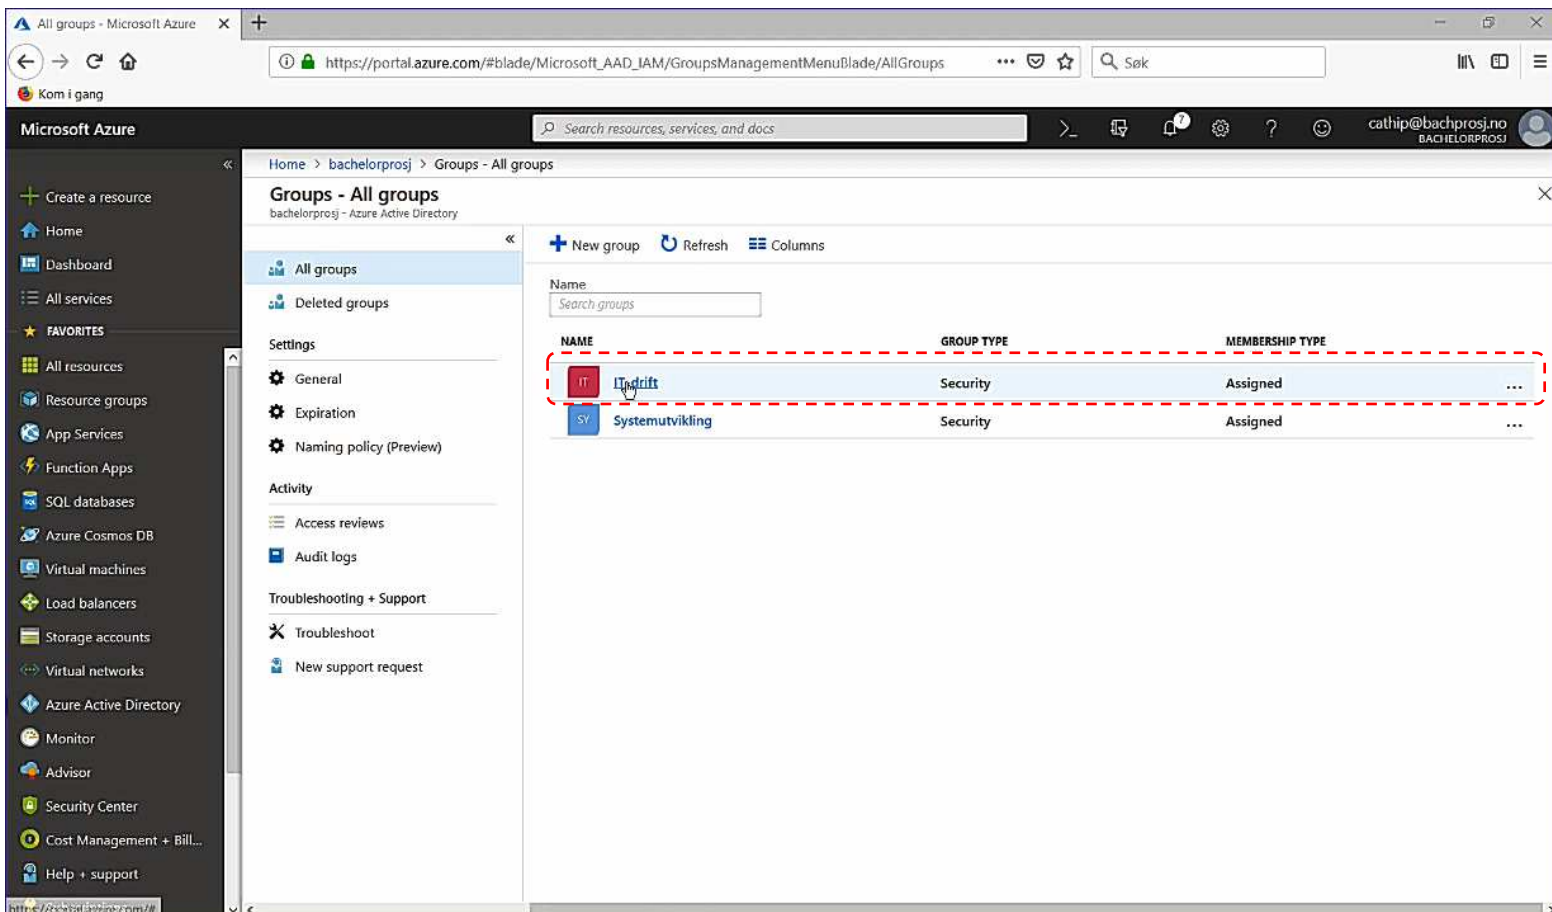 All groups - Microsoft Azure
https://portal.azure.com/#blade/Microsoft_AAD_IAM/GroupsManagementMenuBlade/AllGroups
Søk
Kom i gang
Microsoft Azure
Search resources, services, and docs
7
cathip@bachprosj.no
BACHELORPROSJ
Home > bachelorprosj > Groups - All groups
Groups - All groups
bachelorprosj - Azure Active Directory
Create a resource
Home
Dashboard
All services
FAVORITES
All resources
Resource groups
App Services
Function Apps
SQL databases
Azure Cosmos DB
Virtual machines
Load balancers
Storage accounts
Virtual networks
Azure Active Directory
Monitor
Advisor
Security Center
Cost Management + Bill...
Help + support
All groups
Deleted groups
Settings
General
Expiration
Naming policy (Preview)
Activity
Access reviews
Audit logs
Troubleshooting + Support
Troubleshoot
New support request
New group Refresh Columns
Name
Search groups
NAME GROUP TYPE MEMBERSHIP TYPE
IT IT-drift Security Assigned ...
SY Systemutvikling Security Assigned ...